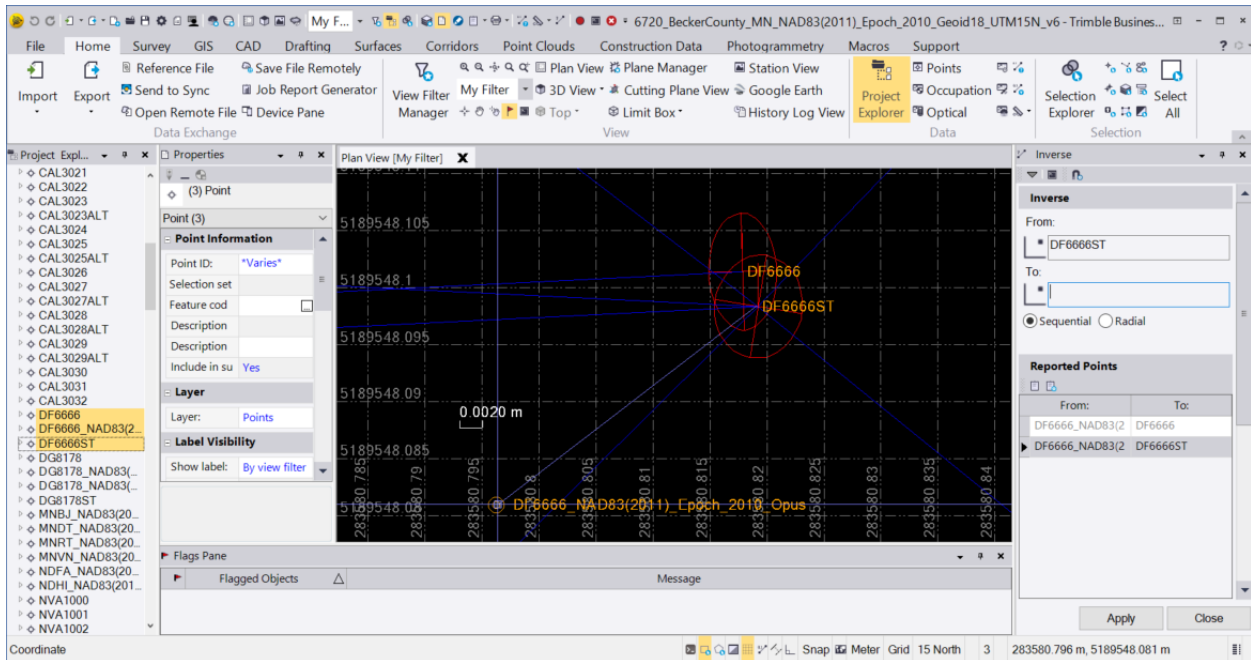 My F...
6720_BeckerCounty_MN_NAD83(2011)_Epoch_2010_Geoid18_UTM15N_v6 - Trimble Busines...
File Home Survey GIS CAD Drafting Surfaces Corridors Point Clouds Construction Data Photogrammetry Macros Support
Reference File Save File Remotely Plan View Plane Manager Station View Points
Import Export Send to Sync Job Report Generator View Filter Manager My Filter 3D View Cutting Plane View Google Earth Project Explorer Occupation Selection Explorer Select All
Open Remote File Device Pane Top Limit Box History Log View Optical
Data Exchange View Data Selection
Project Expl...
CAL3021
CAL3022
CAL3023
CAL3023ALT
CAL3024
CAL3025
CAL3025ALT
CAL3026
CAL3027
CAL3027ALT
CAL3028
CAL3028ALT
CAL3029
CAL3029ALT
CAL3030
CAL3031
CAL3032
DF6666
DF6666_NAD83(2...
DF6666ST
DG8178
DG8178_NAD83(...
DG8178_NAD83(...
DG8178ST
MNBJ_NAD83(20...
MNDT_NAD83(20...
MNRT_NAD83(20...
MNVN_NAD83(20...
NDFA_NAD83(20...
NDHI_NAD83(201...
NVA1000
NVA1001
NVA1002
Properties
(3) Point
Point (3)
Point Information
Point ID: *Varies*
Selection set
Feature cod
Description
Description
Include in su Yes
Layer
Layer: Points
Label Visibility
Show label: By view filter
Plan View [My Filter]
5189548.105
5189548.1
5189548.095
5189548.09
5189548.085
5189548.08
DF6666
DF6666ST
0.0020 m
DF6666_NAD83(2011)_Epoch_2010_Opus
283580.785
283580.79
283580.795
283580.8
283580.805
283580.81
283580.815
283580.82
283580.825
283580.83
283580.835
283580.84
Flags Pane
Flagged Objects Message
Inverse
Inverse
From:
DF6666ST
To:
Sequential Radial
Reported Points
From: To:
DF6666_NAD83(2 DF6666
DF6666_NAD83(2 DF6666ST
Apply Close
Coordinate Snap Meter Grid 15 North 3 283580.796 m, 5189548.081 m